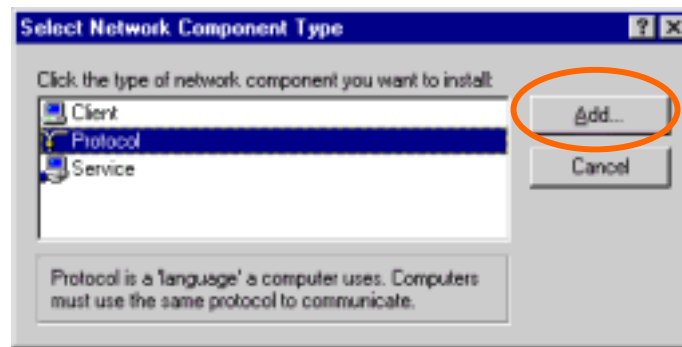 Select Network Component Type
Click the type of network component you want to install:
Client
Protocol
Service
Add...
Cancel
Protocol is a 'language' a computer uses. Computers
must use the same protocol to communicate.